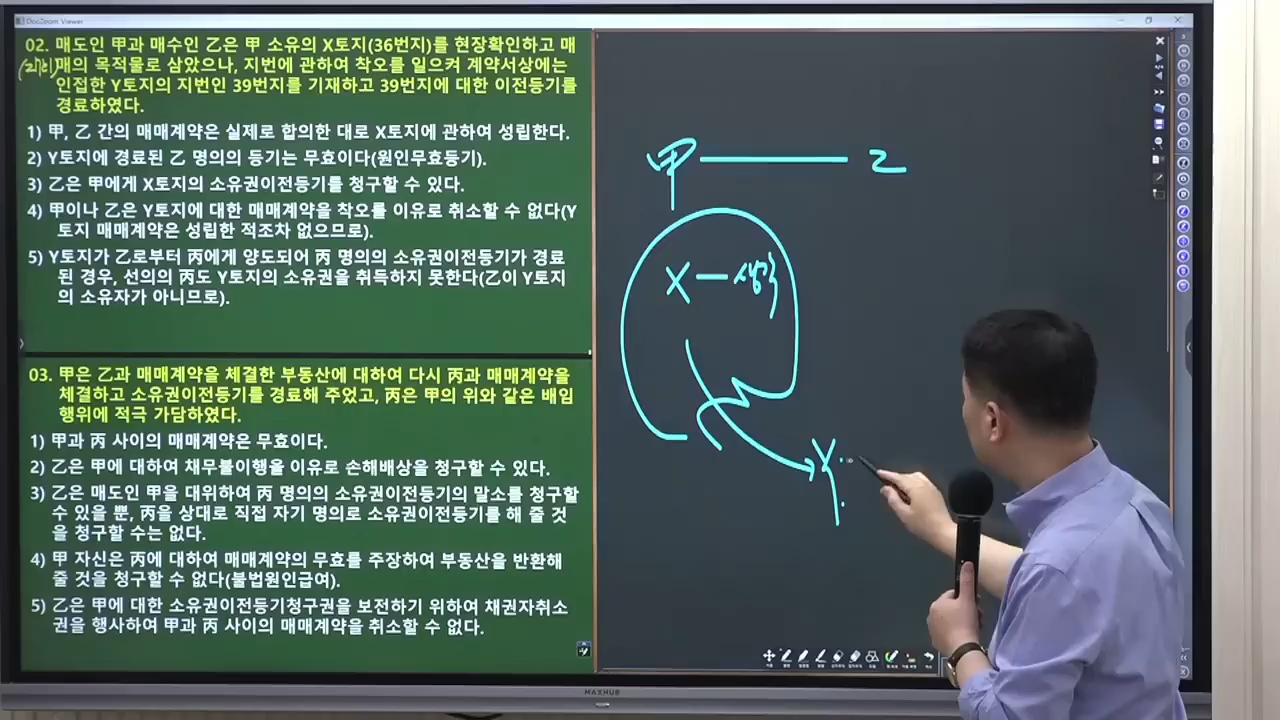 DocZoom Viewer
02. 매도인 甲과 매수인 乙은 甲 소유의 X토지(36번지)를 현장확인하고 매
매의 목적물로 삼았으나, 지번에 관하여 착오를 일으켜 계약서상에는
인접한 Y토지의 지번인 39번지를 기재하고 39번지에 대한 이전등기를
경료하였다.
1) 甲, 乙 간의 매매계약은 실제로 합의한 대로 X토지에 관하여 성립한다.
2) Y토지에 경료된 乙 명의의 등기는 무효이다(원인무효등기).
3) 乙은 甲에게 X토지의 소유권이전등기를 청구할 수 있다.
4) 甲이나 乙은 Y토지에 대한 매매계약을 착오를 이유로 취소할 수 없다(Y
토지 매매계약은 성립한 적조차 없으므로).
5) Y토지가 乙로부터 丙에게 양도되어 丙 명의의 소유권이전등기가 경료
된 경우, 선의의 丙도 Y토지의 소유권을 취득하지 못한다(乙이 Y토지
의 소유자가 아니므로).
03. 甲은 乙과 매매계약을 체결한 부동산에 대하여 다시 丙과 매매계약을
체결하고 소유권이전등기를 경료해 주었고, 丙은 甲의 위와 같은 배임
행위에 적극 가담하였다.
1) 甲과 丙 사이의 매매계약은 무효이다.
2) 乙은 甲에 대하여 채무불이행을 이유로 손해배상을 청구할 수 있다.
3) 乙은 매도인 甲을 대위하여 丙 명의의 소유권이전등기의 말소를 청구할
수 있을 뿐, 丙을 상대로 직접 자기 명의로 소유권이전등기를 해 줄 것
을 청구할 수는 없다.
4) 甲 자신은 丙에 대하여 매매계약의 무효를 주장하여 부동산을 반환해
줄 것을 청구할 수 없다(불법원인급여).
5) 乙은 甲에 대한 소유권이전등기청구권을 보전하기 위하여 채권자취소
권을 행사하여 甲과 丙 사이의 매매계약을 취소할 수 없다.
甲 — 乙
X —
Y
MAXHUB